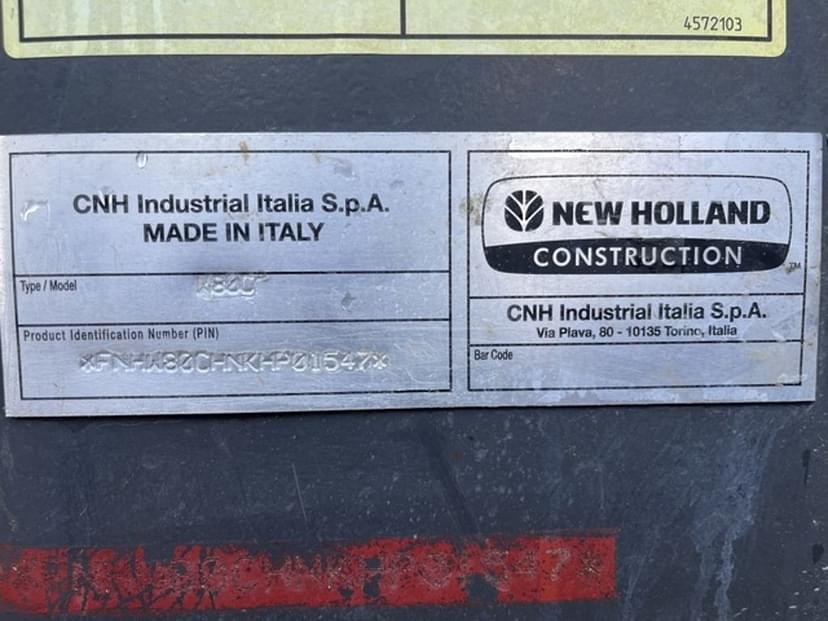 4572103
CNH Industrial Italia S.p.A.
MADE IN ITALY
Type / Model
W80C
Product Identification Number (PIN)
*FNHW80CHNKHP01547*
NEW HOLLAND
CONSTRUCTION
TM
CNH Industrial Italia S.p.A.
Via Plava, 80 - 10135 Torino, Italia
Bar Code